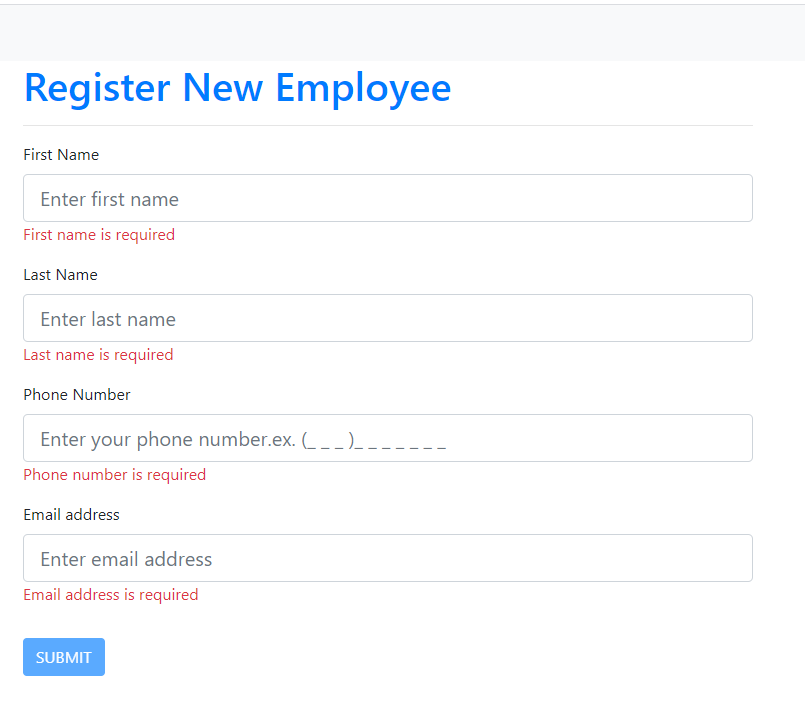 Register New Employee
First Name
Enter first name
First name is required
Last Name
Enter last name
Last name is required
Phone Number
Enter your phone number.ex. (_ _ _ )_ _ _ _ _ _ _
Phone number is required
Email address
Enter email address
Email address is required
SUBMIT